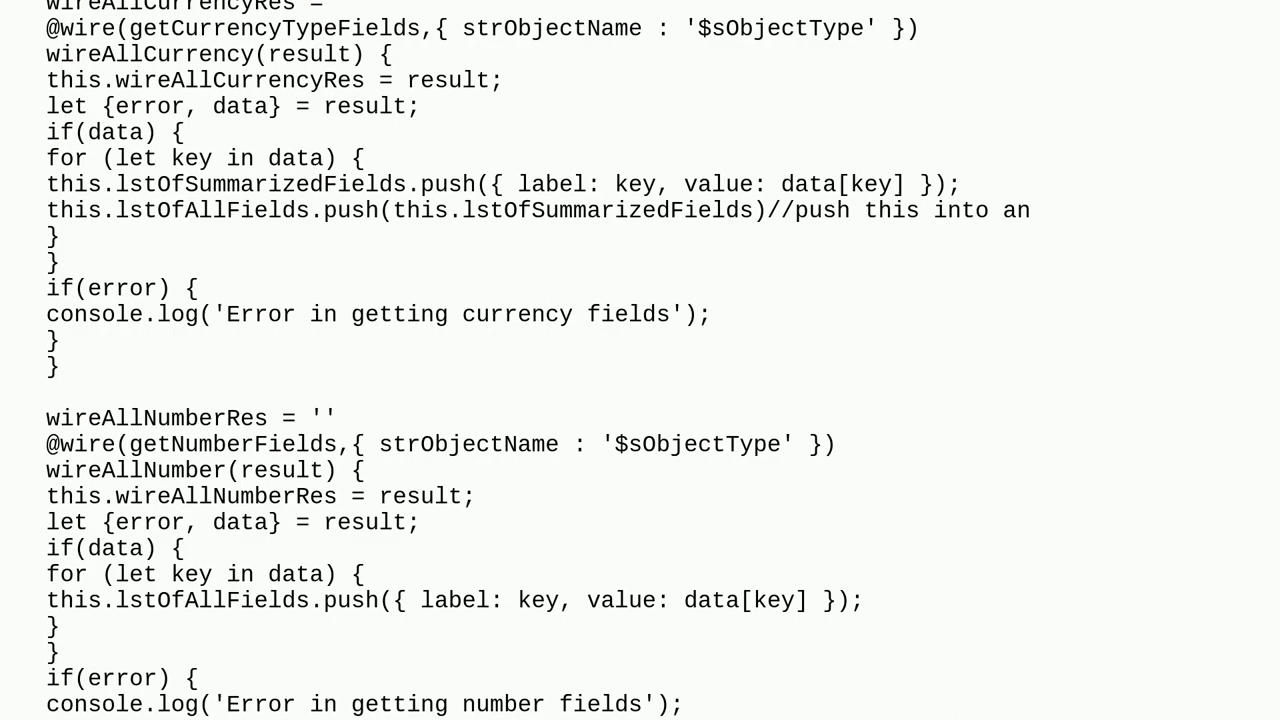 wireAllCurrencyRes =
@wire(getCurrencyTypeFields,{ strObjectName : '$sObjectType' })
wireAllCurrency(result) {
this.wireAllCurrencyRes = result;
let {error, data} = result;
if(data) {
for (let key in data) {
this.lstOfSummarizedFields.push({ label: key, value: data[key] });
this.lstOfAllFields.push(this.lstOfSummarizedFields)//push this into an
}
}
if(error) {
console.log('Error in getting currency fields');
}
}
wireAllNumberRes = ''
@wire(getNumberFields,{ strObjectName : '$sObjectType' })
wireAllNumber(result) {
this.wireAllNumberRes = result;
let {error, data} = result;
if(data) {
for (let key in data) {
this.lstOfAllFields.push({ label: key, value: data[key] });
}
}
if(error) {
console.log('Error in getting number fields');